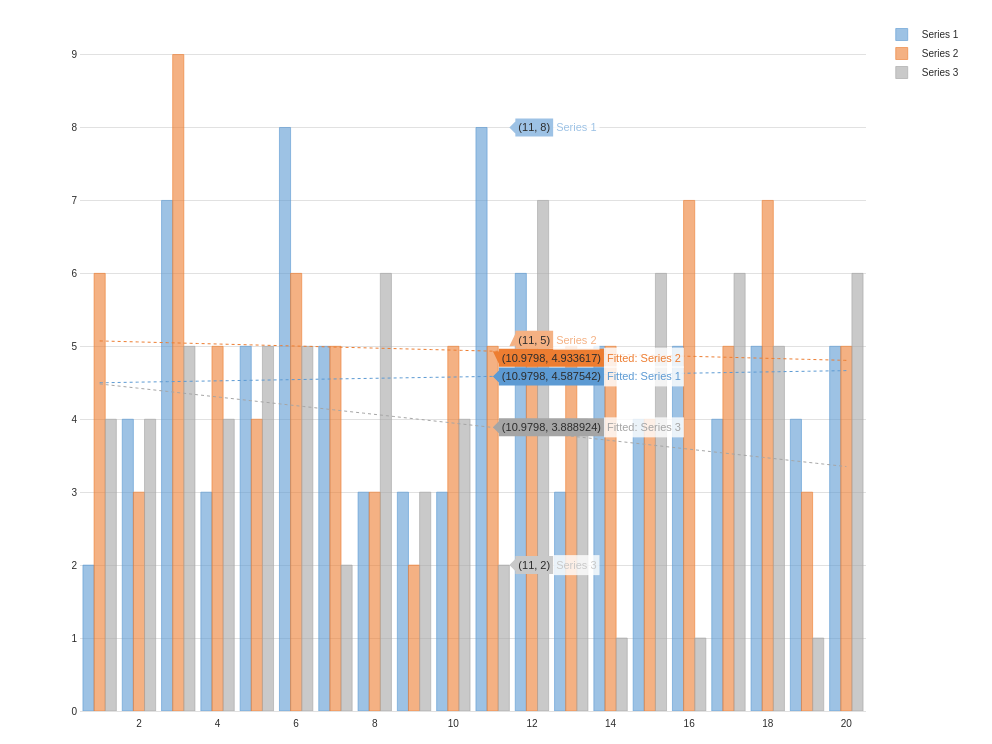 Series 1
Series 2
Series 3
9
8
7
6
5
4
3
2
1
0
(11, 8) Series 1
(11, 5) Series 2
(10.9798, 4.933617) Fitted: Series 2
(10.9798, 4.587542) Fitted: Series 1
(10.9798, 3.888924) Fitted: Series 3
(11, 2) Series 3
2 4 6 8 10 12 14 16 18 20